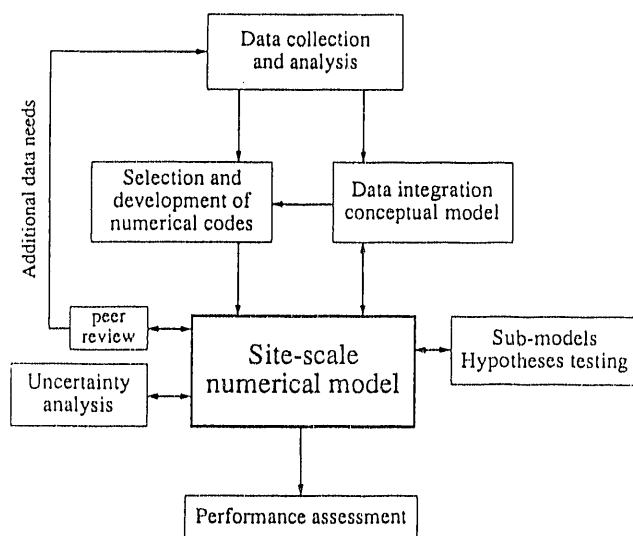 Data collection
and analysis
Additional data needs
Selection and
development of
numerical codes
Data integration
conceptual model
peer
review
Site-scale
numerical model
Sub-models
Hypotheses testing
Uncertainty
analysis
Performance assessment